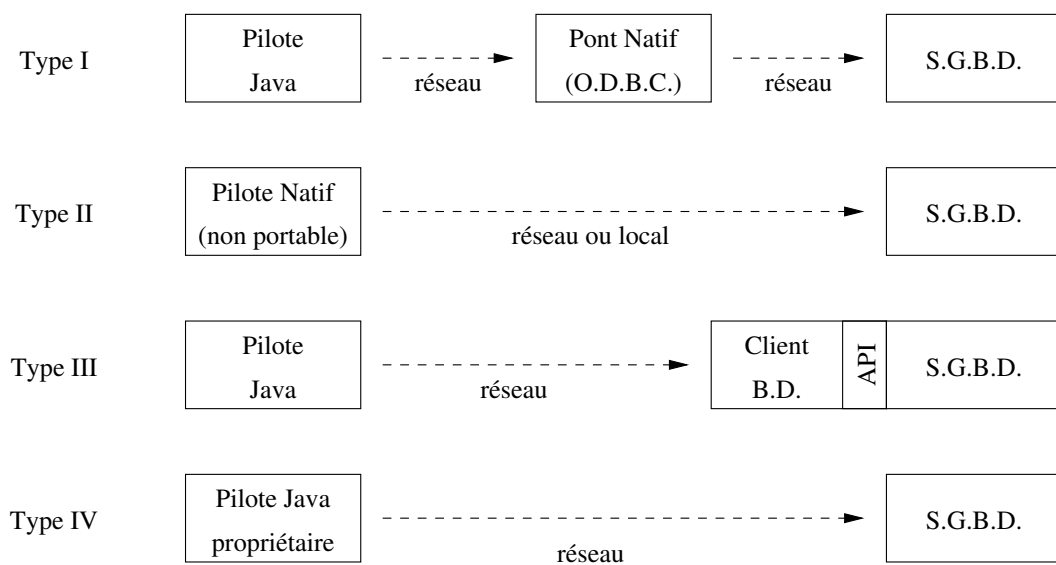 Type I
Pilote
Java
réseau
Pont Natif
(O.D.B.C.)
réseau
S.G.B.D.
Type II
Pilote Natif
(non portable)
réseau ou local
S.G.B.D.
Type III
Pilote
Java
réseau
Client
B.D.
API
S.G.B.D.
Type IV
Pilote Java
propriétaire
réseau
S.G.B.D.